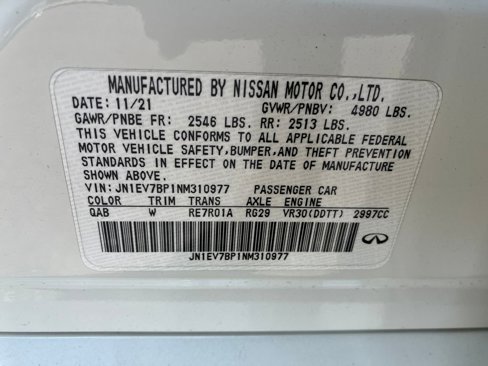 MANUFACTURED BY NISSAN MOTOR CO.,LTD.
DATE: 11/21 GVWR/PNBV: 4980 LBS.
GAWR/PNBE FR: 2546 LBS. RR: 2513 LBS.
THIS VEHICLE CONFORMS TO ALL APPLICABLE FEDERAL
MOTOR VEHICLE SAFETY,BUMPER,AND THEFT PREVENTION
STANDARDS IN EFFECT ON THE DATE OF MANUFACTURE
SHOWN ABOVE.
VIN: JN1EV7BP1NM310977 PASSENGER CAR
COLOR TRIM TRANS AXLE ENGINE
QAB W RE7R01A RG29 VR30(DDTT) 2997CC
JN1EV7BP1NM310977